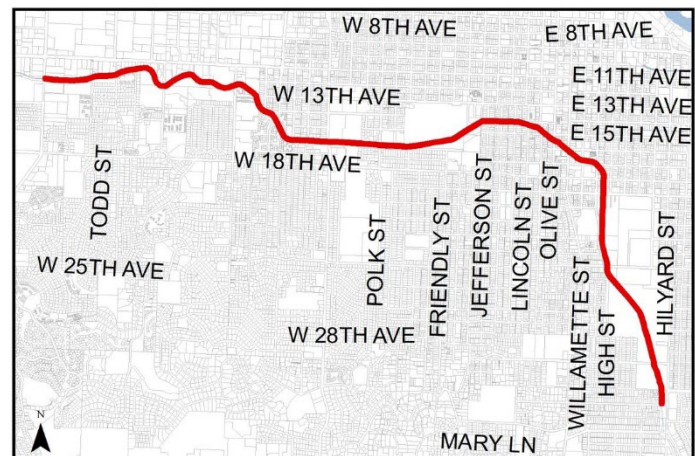 W 8TH AVE
E 8TH AVE
E 11TH AVE
W 13TH AVE
E 13TH AVE
E 15TH AVE
W 18TH AVE
TODD ST
POLK ST
FRIENDLY ST
JEFFERSON ST
LINCOLN ST
OLIVE ST
WILLAMETTE ST
HIGH ST
HILYARD ST
W 25TH AVE
W 28TH AVE
N
MARY LN